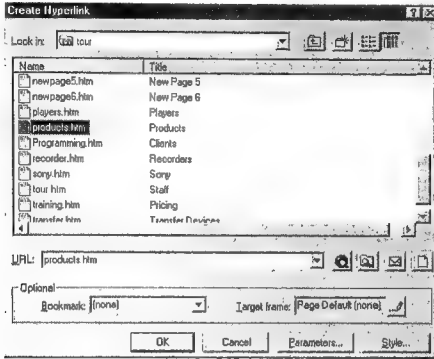 Create Hyperlink
Look in: tour
Name Title
newpage5.htm New Page 5
newpage6.htm New Page 6
players.htm Players
products.htm Products
Programming.htm Clients
recorder.htm Recorders
sony.htm Sony
tour.htm Staff
training.htm Pricing
transfer.htm Transfer Devices
URL: products.htm
Optional
Bookmark: (none) Target frame: Page Default (none)
OK Cancel Parameters... Style...